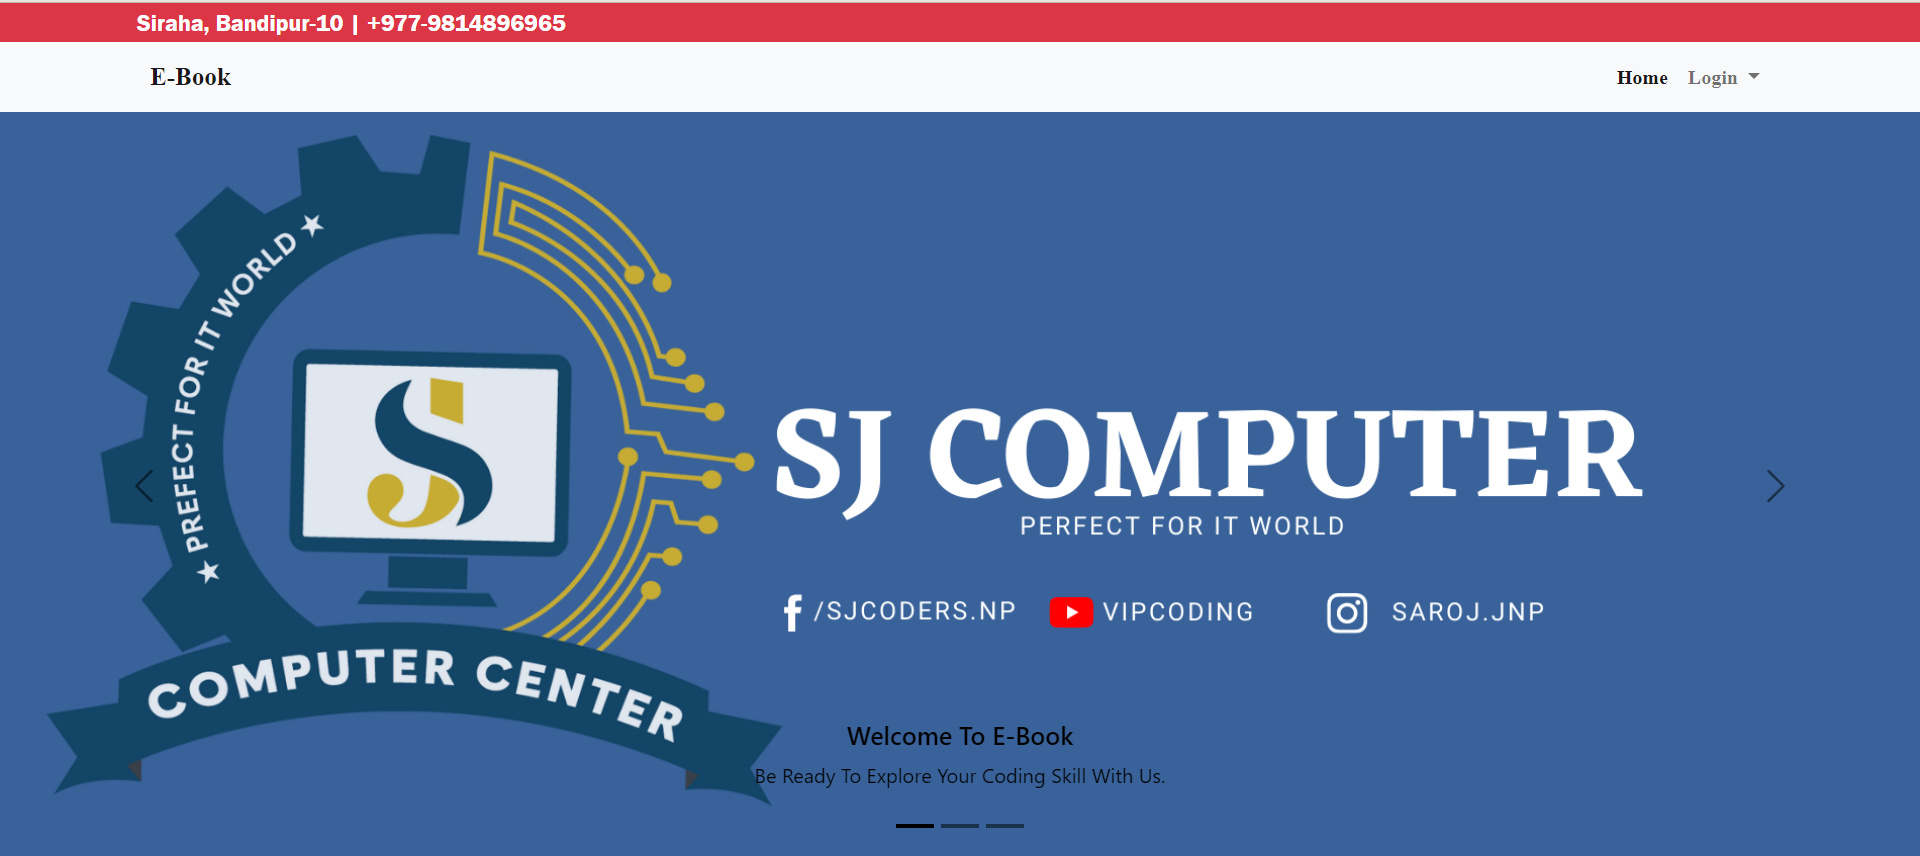 Siraha, Bandipur-10 | +977-9814896965
E-Book
Home
Login
★ PREFECT FOR IT WORLD ★
SJ
COMPUTER CENTER
SJ COMPUTER
PERFECT FOR IT WORLD
/SJCODERS.NP
VIPCODING
SAROJ.JNP
Welcome To E-Book
Be Ready To Explore Your Coding Skill With Us.